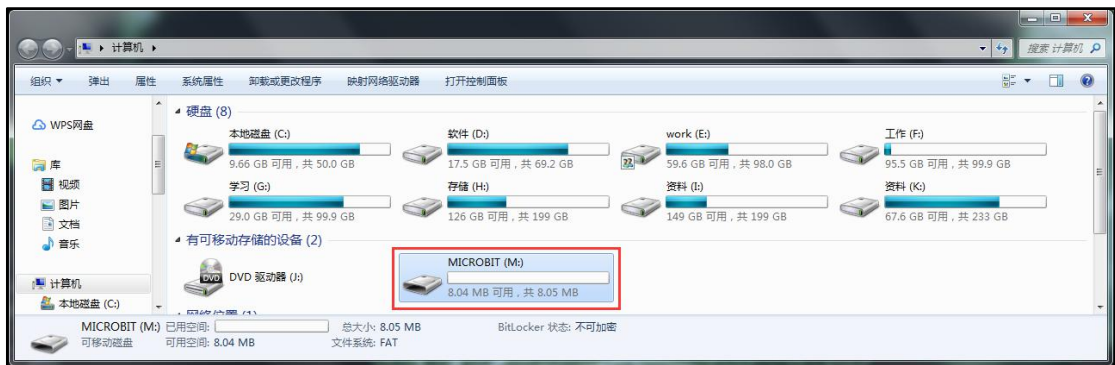 计算机
搜索 计算机
组织 弹出 属性 系统属性 卸载或更改程序 映射网络驱动器 打开控制面板
WPS网盘
库
视频
图片
文档
音乐
计算机
本地磁盘 (C:)
硬盘 (8)
本地磁盘 (C:)
9.66 GB 可用，共 50.0 GB
软件 (D:)
17.5 GB 可用，共 69.2 GB
work (E:)
59.6 GB 可用，共 98.0 GB
工作 (F:)
95.5 GB 可用，共 99.9 GB
学习 (G:)
29.0 GB 可用，共 99.9 GB
存储 (H:)
126 GB 可用，共 199 GB
资料 (I:)
149 GB 可用，共 199 GB
资料 (K:)
67.6 GB 可用，共 233 GB
有可移动存储的设备 (2)
DVD
DVD 驱动器 (J:)
MICROBIT (M:)
8.04 MB 可用，共 8.05 MB
MICROBIT (M:) 已用空间: 总大小: 8.05 MB BitLocker 状态: 不可加密
可移动磁盘 可用空间: 8.04 MB 文件系统: FAT